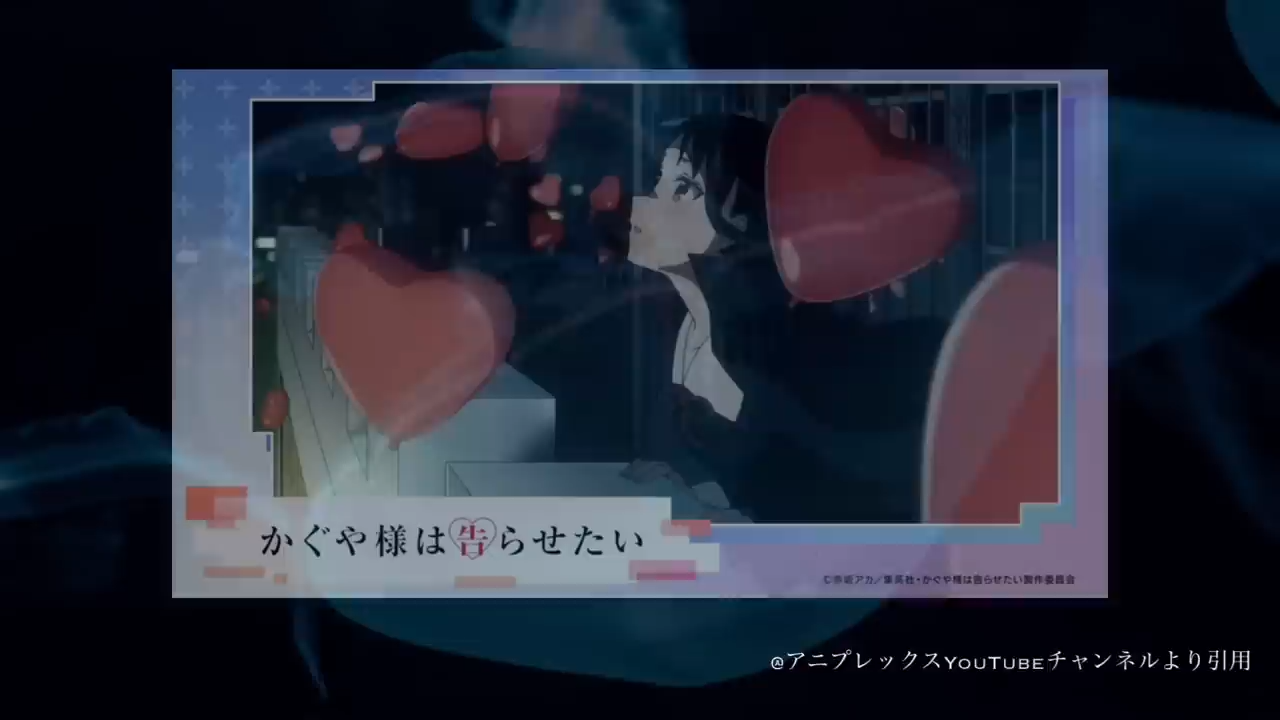 かぐや様は告らせたい
©赤坂アカ/集英社・かぐや様は告らせたい製作委員会
@アニプレックスYouTubeチャンネルより引用